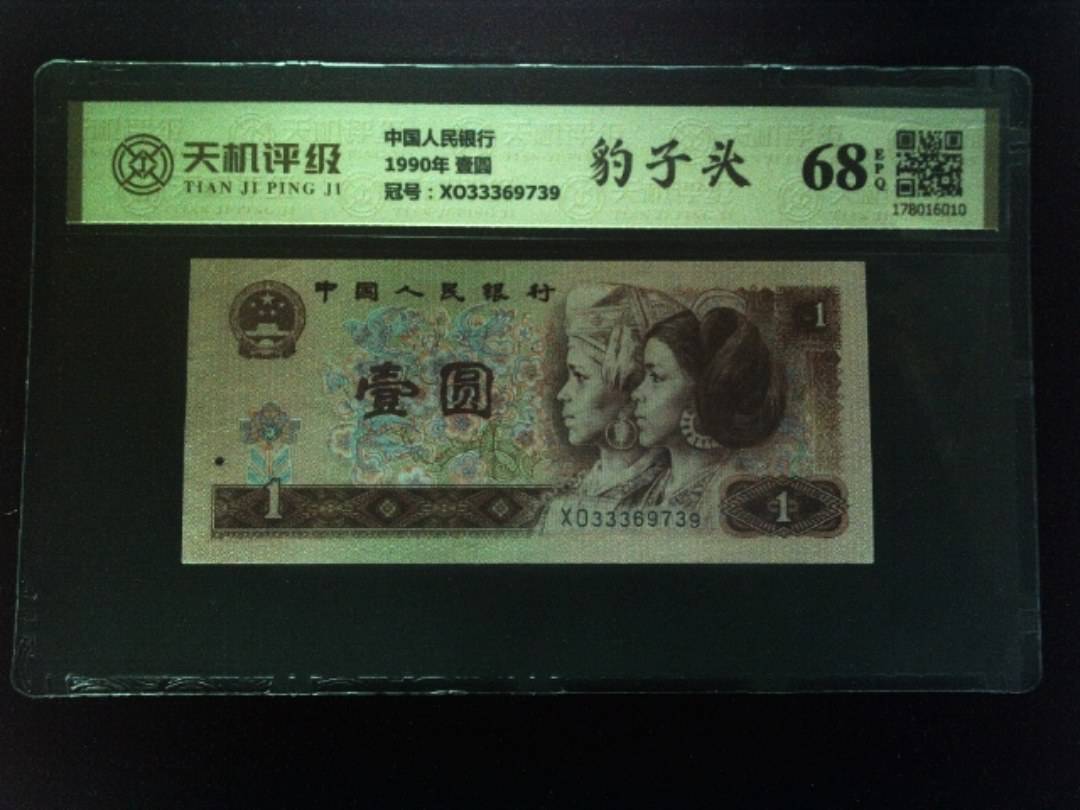 天机评级
TIAN JI PING JI
中国人民银行
1990年 壹圆
冠号：XO33369739
豹子头
68
EPQ
178016010
中国人民银行
1
壹圆
1
XO33369739
1